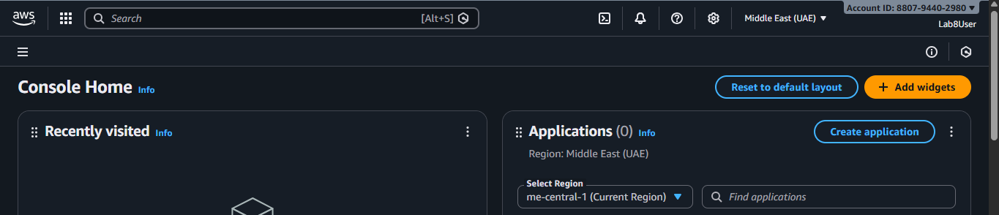 aws
Search
[Alt+S]
Middle East (UAE)
Account ID: 8807-9440-2980
Lab8User
Console Home Info
Reset to default layout
+ Add widgets
Recently visited Info
Applications (0) Info
Create application
Region: Middle East (UAE)
Select Region
me-central-1 (Current Region)
Find applications